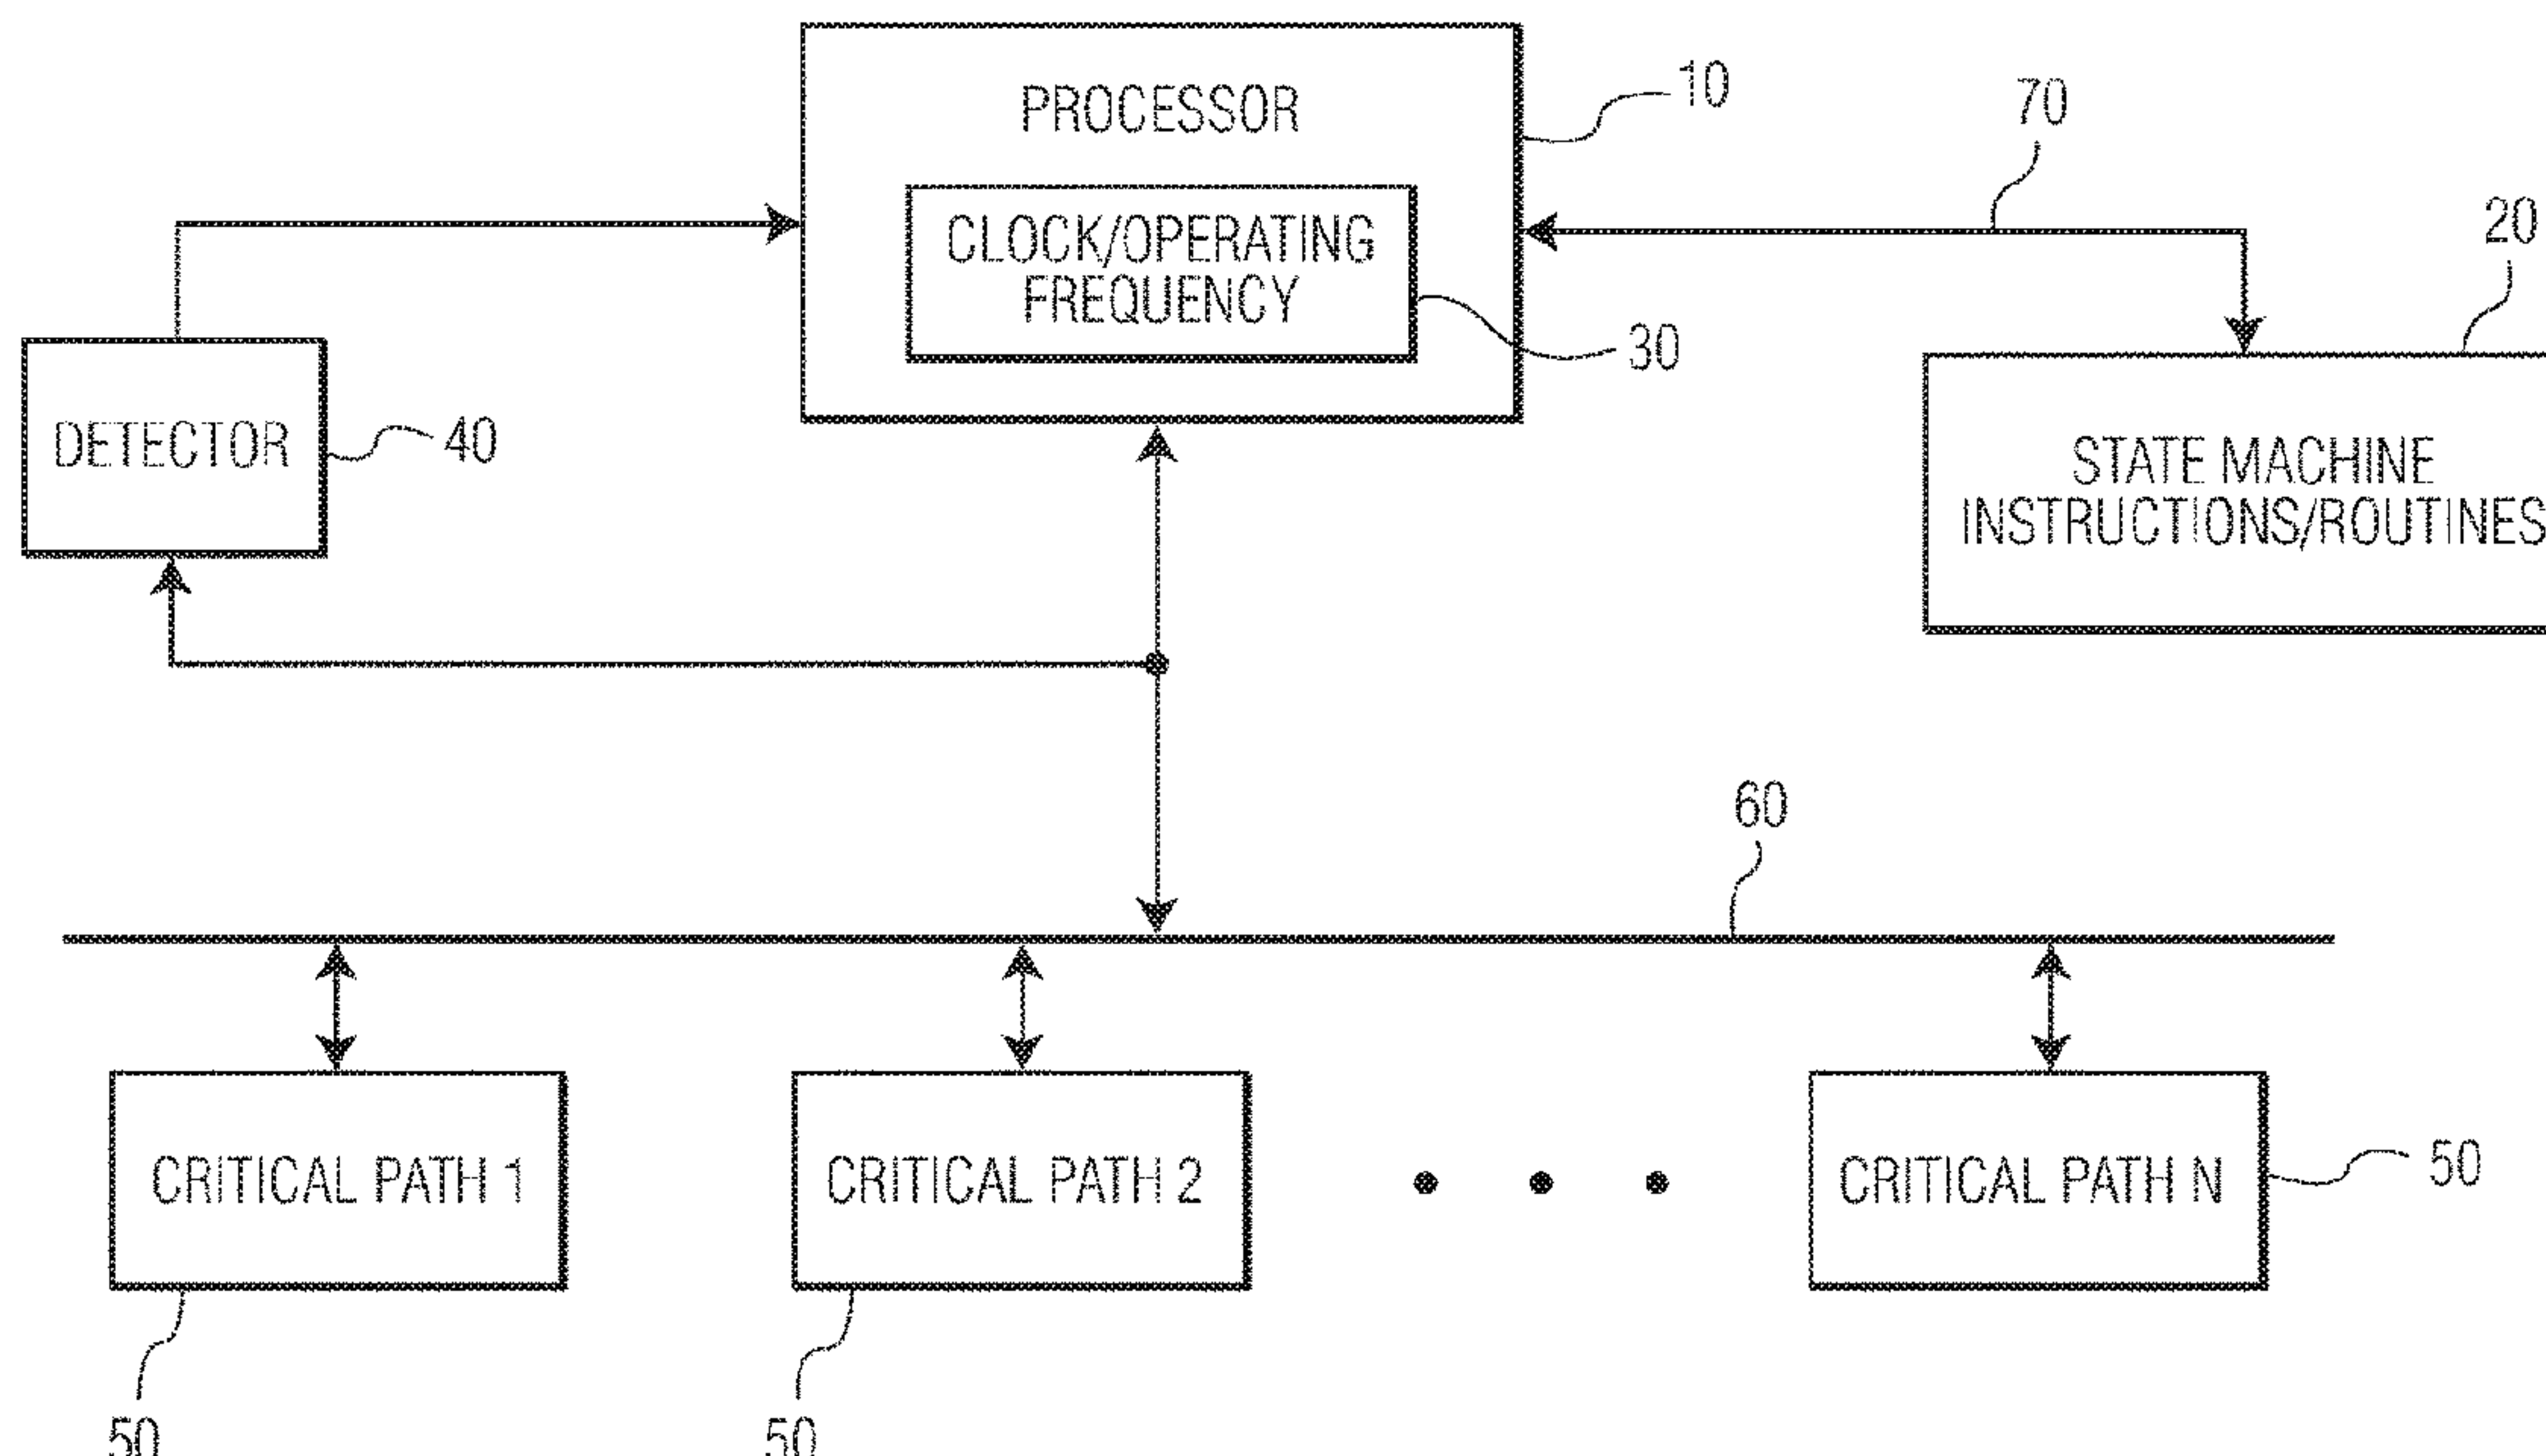 PROCESSOR
10
70
CLOCK/OPERATING
FREQUENCY
20
30
DETECTOR
40
STATE MACHINE
INSTRUCTIONS/ROUTINES
60
CRITICAL PATH 1
CRITICAL PATH 2
CRITICAL PATH N
50
50
50